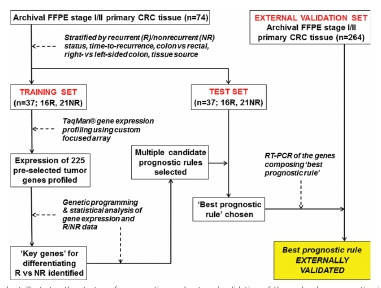 Archival FFPE stage I/II primary CRC tissue (n=74)
EXTERNAL VALIDATION SET
Archival FFPE stage I/II
primary CRC tissue (n=264)
Stratified by recurrent (R)/nonrecurrent (NR)
status, time-to-recurrence, colon vs rectal,
right- vs left-sided colon, tissue source
TRAINING SET
(n=37; 16R, 21NR)
TEST SET
(n=37; 16R, 21NR)
TaqMan® gene expression
profiling using custom
focused array
Expression of 225
pre-selected tumor
genes profiled
Multiple candidate
prognostic rules
selected
RT-PCR of the genes
composing 'best
prognostic rule'
Genetic programming
& statistical analysis of
gene expression and
R/NR data
'Best prognostic
rule' chosen
'Key genes' for
differentiating
R vs NR identified
Best prognostic rule
EXTERNALLY
VALIDATED